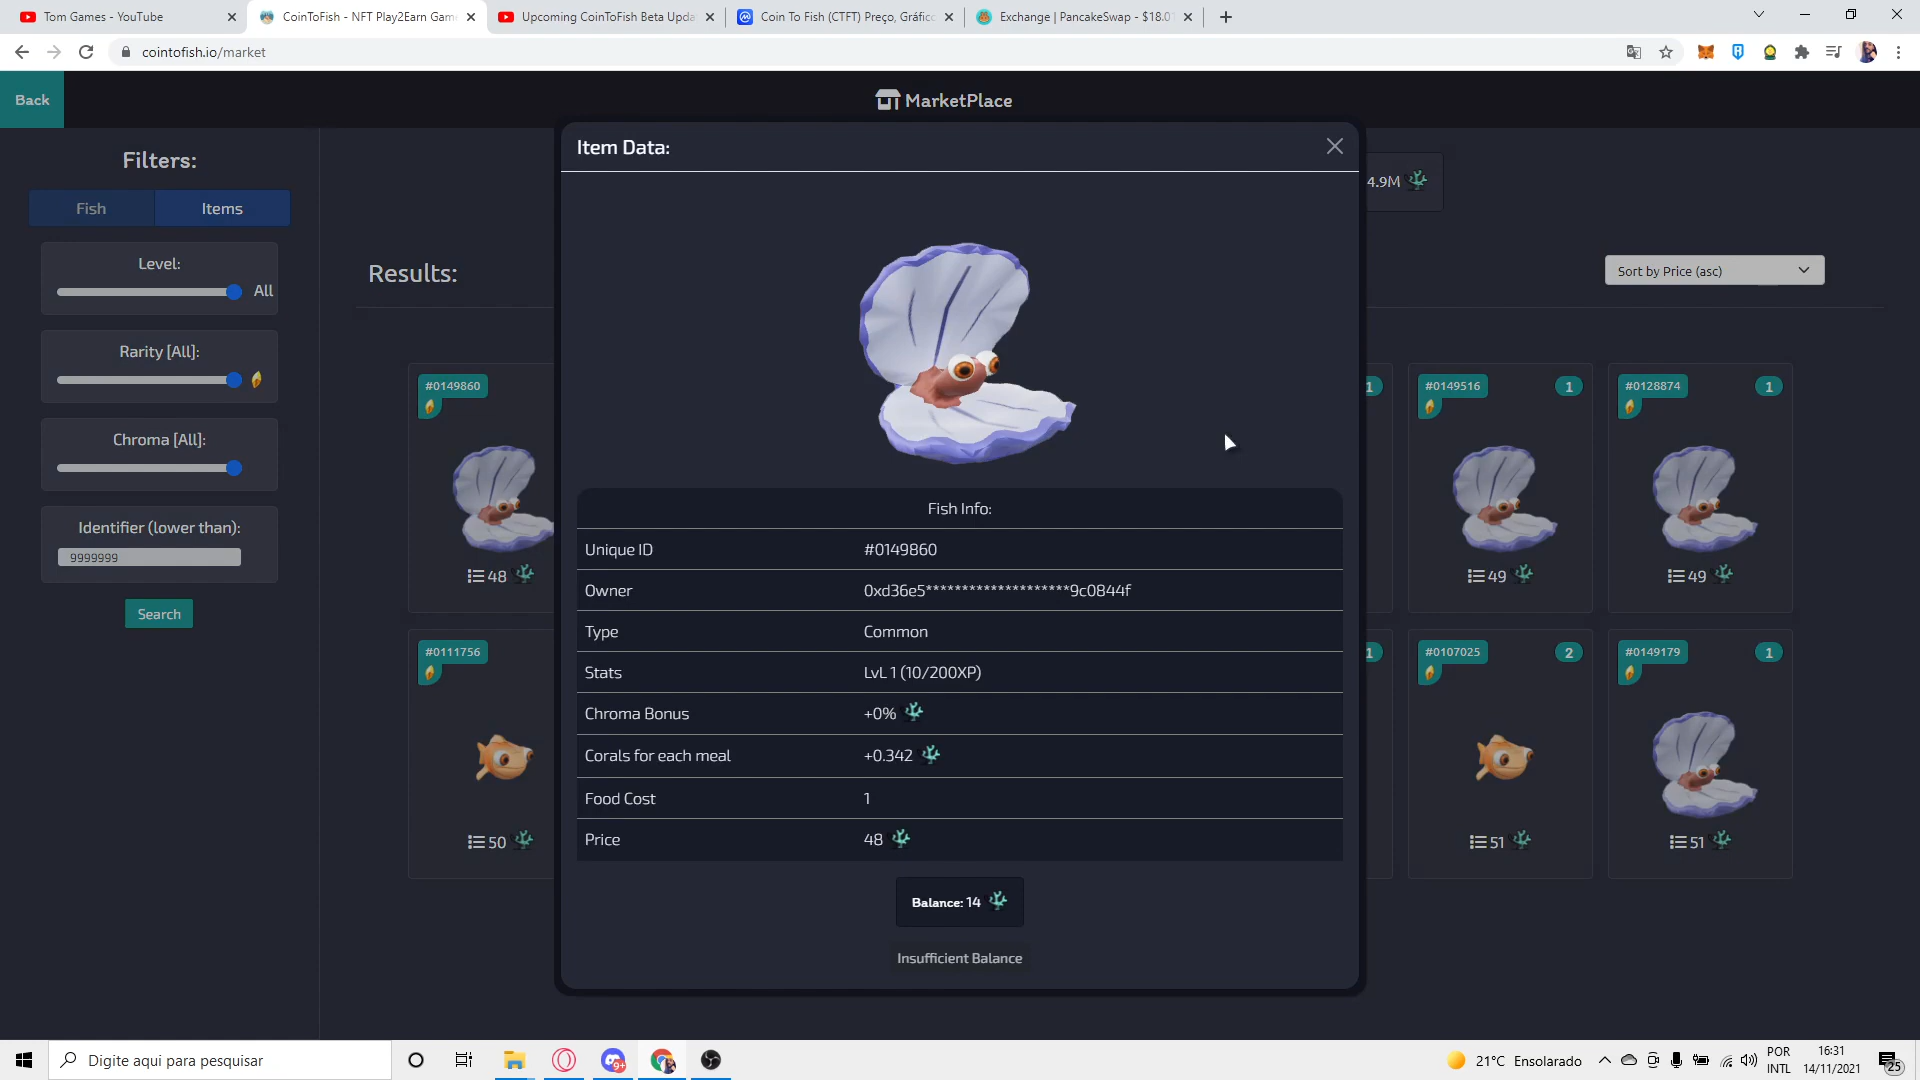 Tom Games - YouTube
CoinToFish - NFT Play2Earn Gam
Upcoming CoinToFish Beta Upda
Coin To Fish (CTFT) Preço, Gráfic
Exchange | PancakeSwap - $18.0
cointofish.io/market
Back
MarketPlace
Filters:
Fish
Items
Level:
All
Rarity [All]:
Chroma [All]:
Identifier (lower than):
9999999
Search
Results:
4.9M
Sort by Price (asc)
Item Data:
Fish Info:
Unique ID #0149860
Owner 0xd36e5********************9c0844f
Type Common
Stats LvL 1 (10/200XP)
Chroma Bonus +0%
Corals for each meal +0.342
Food Cost 1
Price 48
Balance: 14
Insufficient Balance
#0149860
48
1
#0149516
1
49
#0128874
1
49
#0111756
50
1
#0107025
2
51
#0149179
1
51
Digite aqui para pesquisar
9+
21°C Ensolarado
POR
INTL
16:31
14/11/2021
25